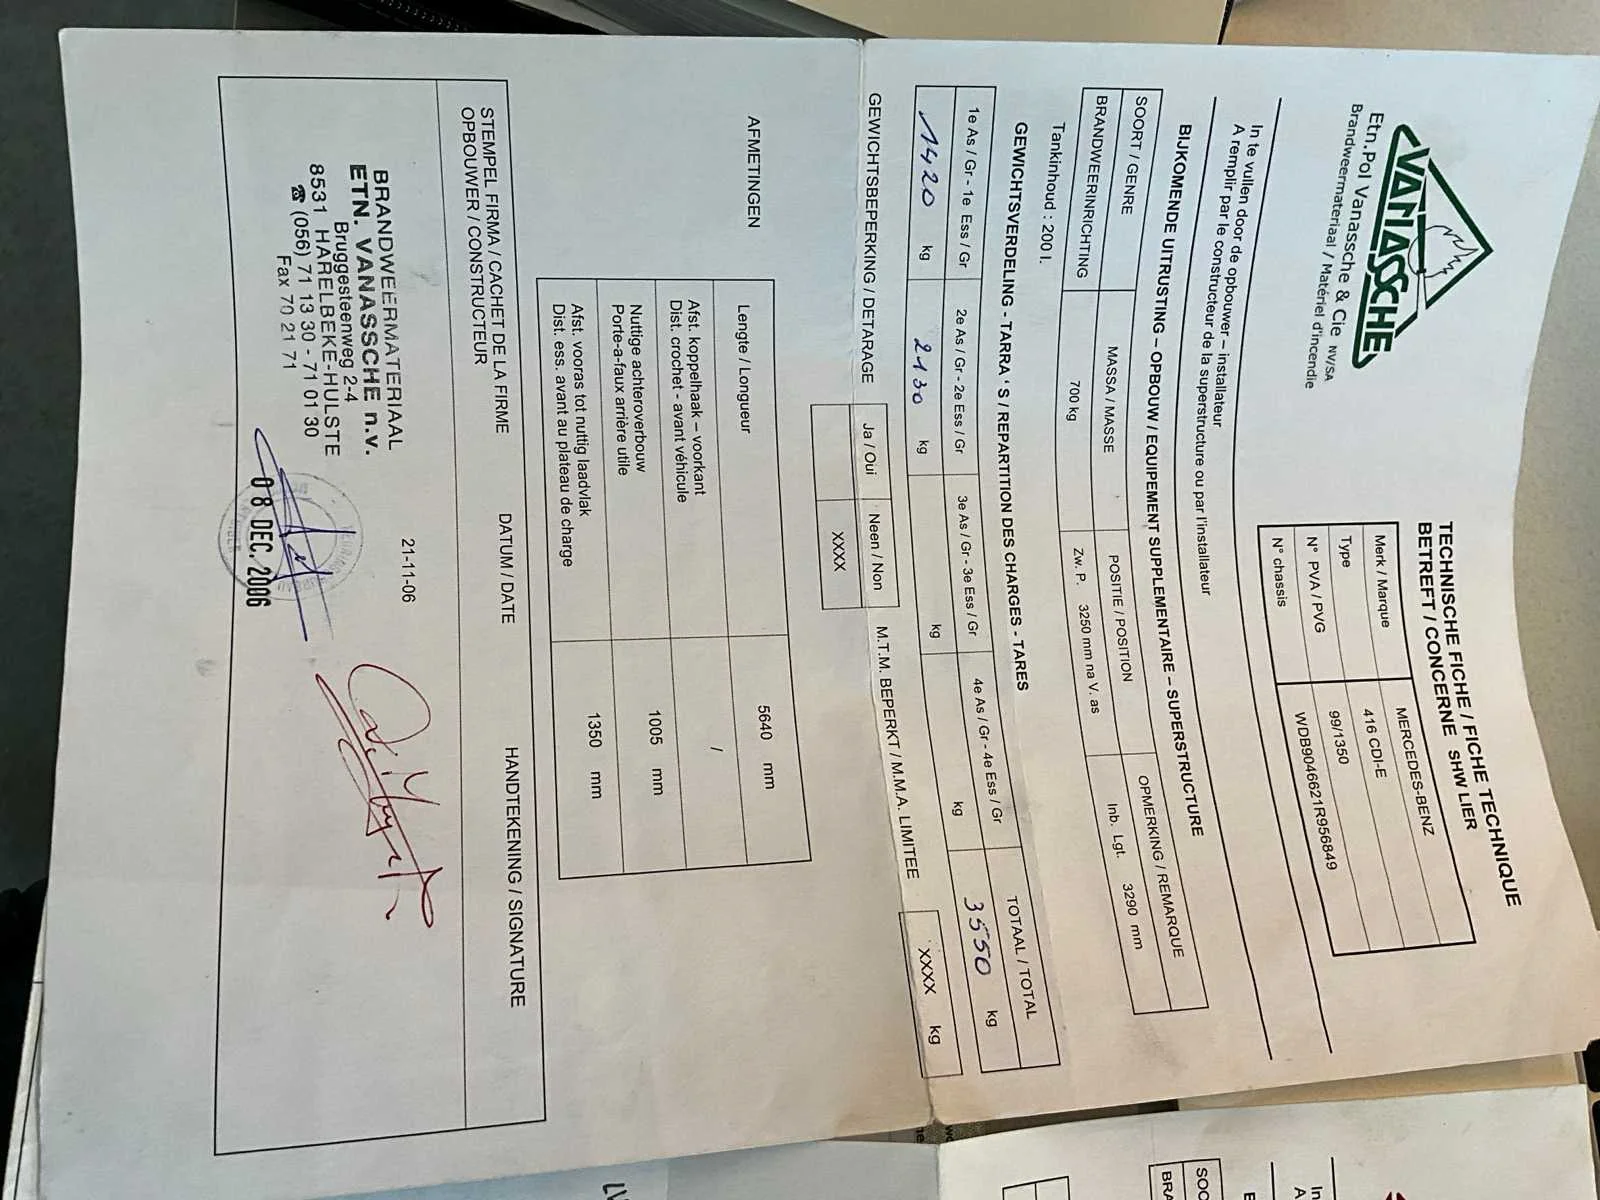 VANASSCHE
Etn.Pol Vanassche & Cie NV/SA
Brandweermateriaal / Matériel d'incendie
TECHNISCHE FICHE / FICHE TECHNIQUE
BETREFT / CONCERNE SHW LIER
Merk / Marque MERCEDES-BENZ
Type 416 CDI-E
N° PVA / PVG 99/1350
N° chassis WDB9046621R956849
In te vullen door de opbouwer – installateur
A remplir par le constructeur de la superstructure ou par l'installateur
BIJKOMENDE UITRUSTING – OPBOUW / EQUIPEMENT SUPPLEMENTAIRE – SUPERSTRUCTURE
SOORT / GENRE MASSA / MASSE POSITIE / POSITION OPMERKING / REMARQUE
BRANDWEERINRICHTING 700 kg Zw. P. 3250 mm na V. as Inb. Lgt. 3290 mm
Tankinhoud : 200 l.
GEWICHTSVERDELING - TARRA 'S / REPARTITION DES CHARGES - TARES
1e As / Gr - 1e Ess / Gr 2e As / Gr - 2e Ess / Gr 3e As / Gr - 3e Ess / Gr 4e As / Gr - 4e Ess / Gr TOTAAL / TOTAL
1420 kg 2130 kg kg kg 3550 kg
GEWICHTSBEPERKING / DETARAGE Ja / Oui Neen / Non M.T.M. BEPERKT / M.M.A. LIMITEE XXXX kg
XXXX
AFMETINGEN
Lengte / Longueur 5640 mm
Afst. koppelhaak – voorkant /
Dist. crochet - avant véhicule
Nuttige achteroverbouw 1005 mm
Porte-a-faux arrière utile
Afst. vooras tot nuttig laadvlak 1350 mm
Dist. ess. avant au plateau de charge
STEMPEL FIRMA / CACHET DE LA FIRME DATUM / DATE HANDTEKENING / SIGNATURE
OPBOUWER / CONSTRUCTEUR
21-11-06
BRANDWEERMATERIAAL
ETN. VANASSCHE n.v.
Bruggesteenweg 2-4
8531 HARELBEKE-HULSTE
☎ (056) 71 13 30 - 71 01 30
Fax 70 21 71
08 DEC. 2006
SOO
BRA
In
A